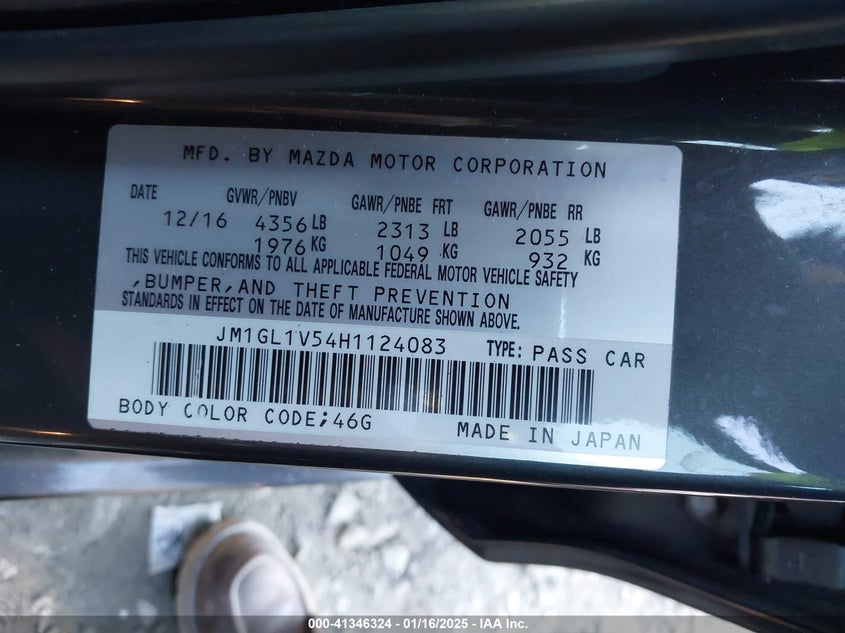 MFD. BY MAZDA MOTOR CORPORATION
DATE GVWR/PNBV GAWR/PNBE FRT GAWR/PNBE RR
12/16 4356 LB 2313 LB 2055 LB
1976 KG 1049 KG 932 KG
THIS VEHICLE CONFORMS TO ALL APPLICABLE FEDERAL MOTOR VEHICLE SAFETY
,BUMPER,AND THEFT PREVENTION
STANDARDS IN EFFECT ON THE DATE OF MANUFACTURE SHOWN ABOVE.
JM1GL1V54H1124083 TYPE: PASS CAR
BODY COLOR CODE;46G
MADE IN JAPAN
000-41346324 - 01/16/2025 - IAA Inc.